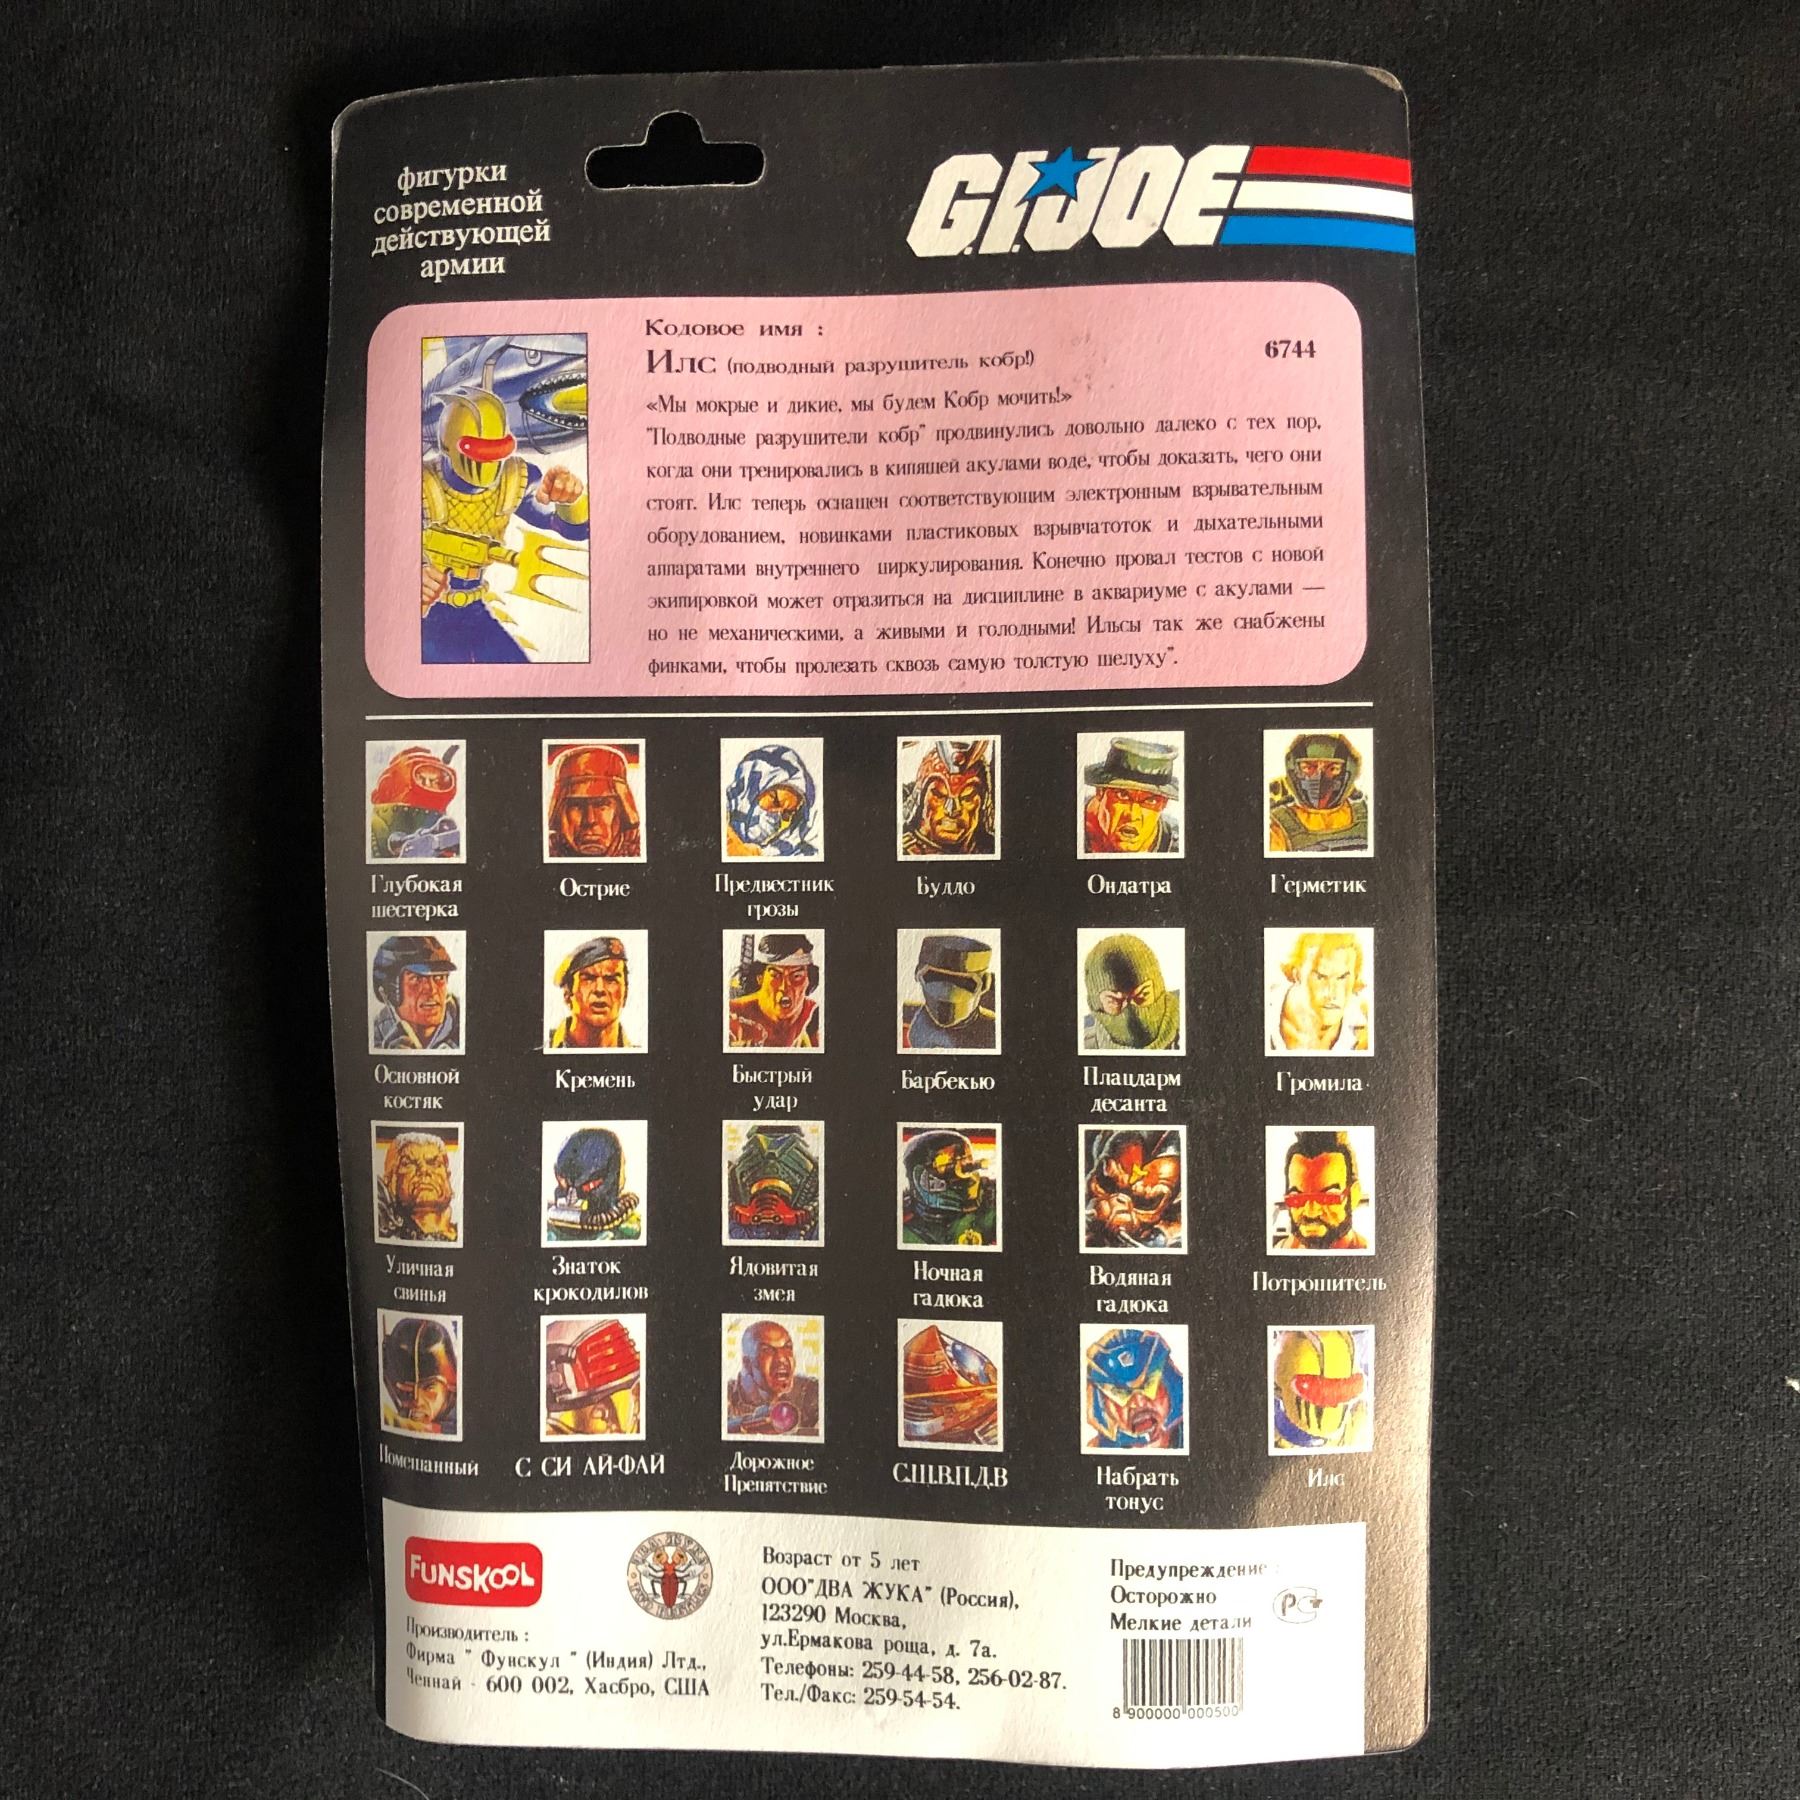 фигурки
современной
действующей
армии
G.I.JOE
Кодовое имя :
Илс (подводный разрушитель кобр!)
6744
«Мы мокрые и дикие, мы будем Кобр мочить!»
"Подводные разрушители кобр" продвинулись довольно далеко с тех пор,
когда они тренировались в кипящей акулами воде, чтобы доказать, чего они
стоят. Илс теперь оснащен соответствующим электронным взрывательным
оборудованием, новинками пластиковых взрывчатоток и дыхательными
аппаратами внутреннего циркулирования. Конечно провал тестов с новой
экипировкой может отразиться на дисциплине в аквариуме с акулами —
но не механическими, а живыми и голодными! Ильсы так же снабжены
финками, чтобы пролезать сквозь самую толстую шелуху".
Глубокая шестерка
Острие
Предвестник грозы
Буддо
Ондатра
Герметик
Основной костяк
Кремень
Быстрый удар
Барбекью
Плацдарм десанта
Громила
Уличная свинья
Знаток крокодилов
Ядовитая змея
Ночная гадюка
Водяная гадюка
Потрошитель
Помешанный
С СИ АЙ-ФАЙ
Дорожное Препятствие
С.Ш.В.П.Д.В
Набрать тонус
Илс
FUNSKOOL
Производитель :
Фирма " Фунскул " (Индия) Лтд.,
Ченнай - 600 002, Хасбро, США
Возраст от 5 лет
ООО"ДВА ЖУКА" (Россия),
123290 Москва,
ул.Ермакова роща, д. 7а.
Телефоны: 259-44-58, 256-02-87.
Тел./Факс: 259-54-54.
Предупреждение :
Осторожно
Мелкие детали
РСТ
8 900000 000500